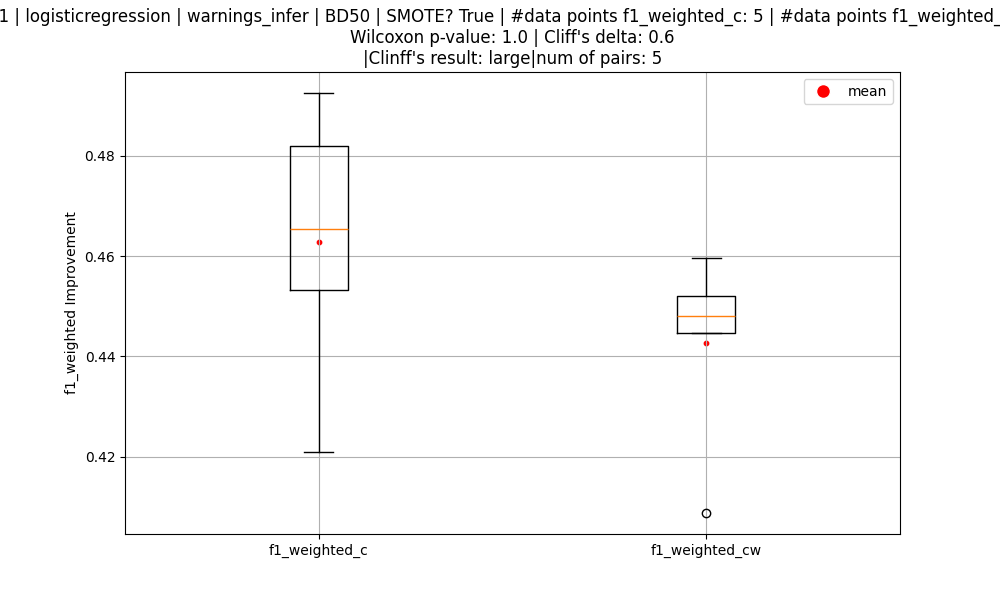 1 | logisticregression | warnings_infer | BD50 | SMOTE? True | #data points f1_weighted_c: 5 | #data points f1_weighted_
Wilcoxon p-value: 1.0 | Cliff's delta: 0.6
|Clinff's result: large|num of pairs: 5
mean
0.48
0.46
0.44
0.42
f1_weighted Improvement
f1_weighted_c
f1_weighted_cw